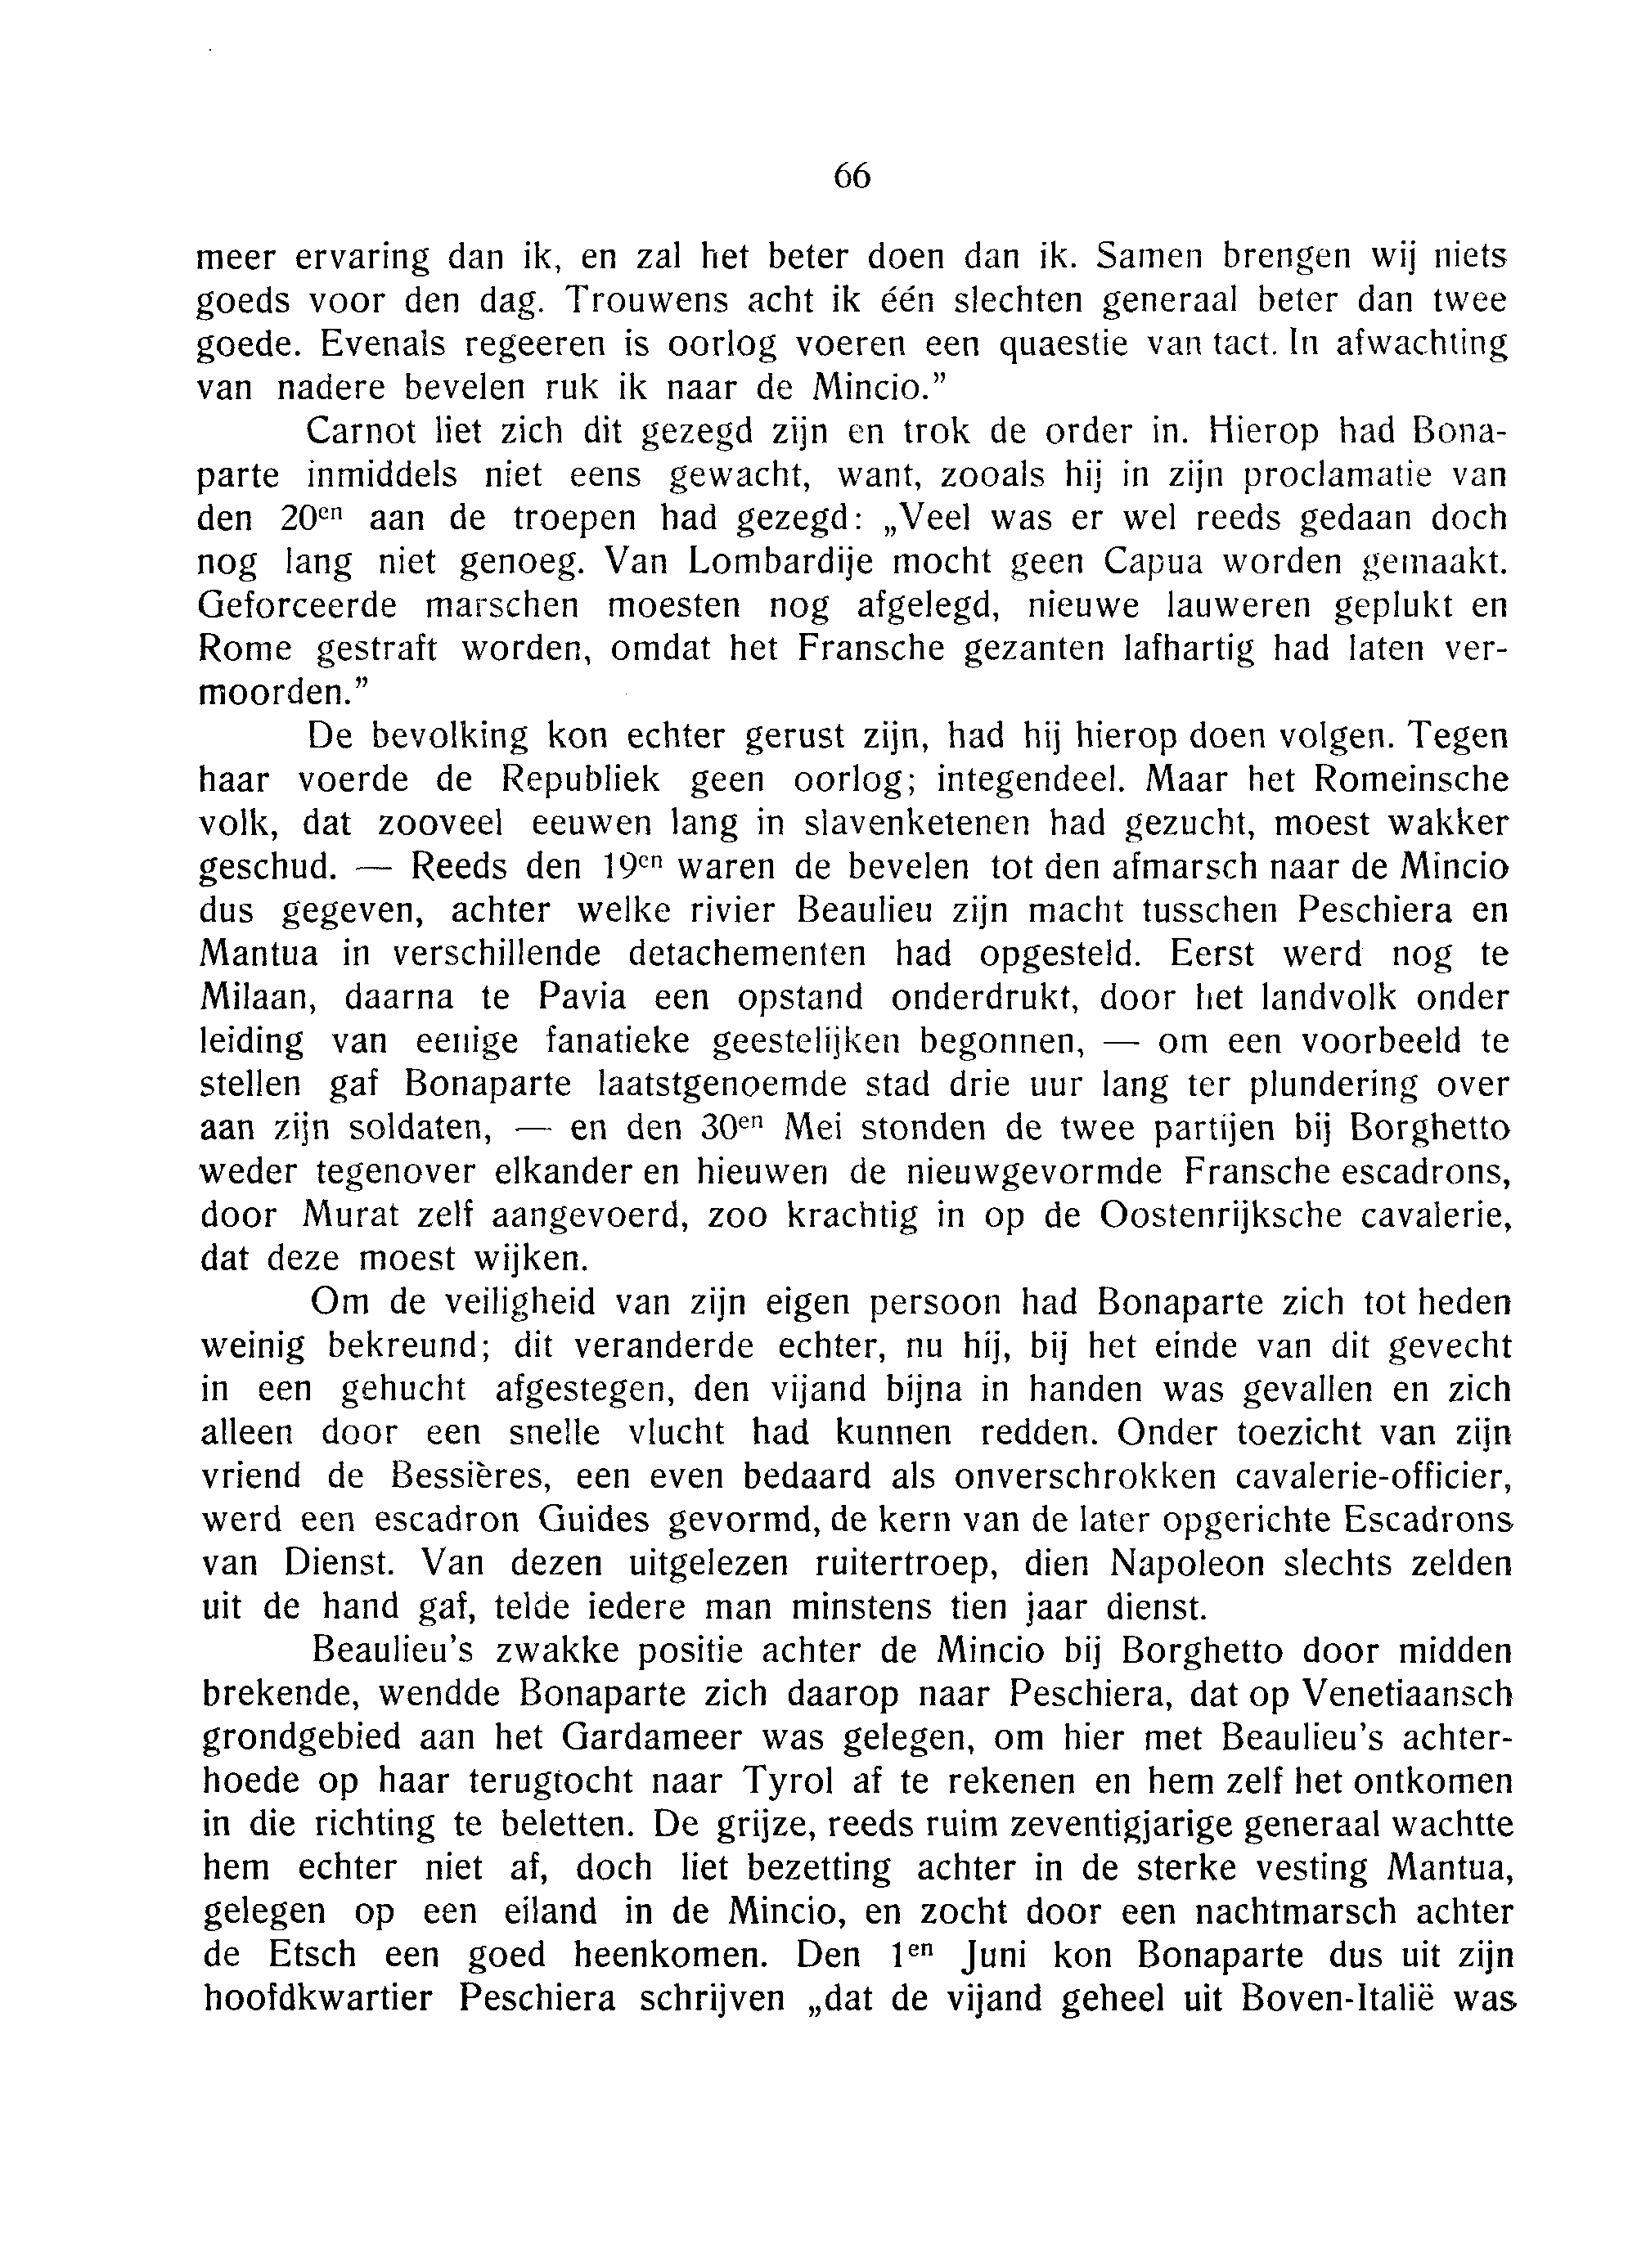 66
meer ervaring dan ik, en zal het beter doen dan ik. Samen brengen wij niets
goeds voor den dag. Trouwens acht ik één slechten generaal beter dan twee
goede. Evenals regeeren is oorlog voeren een quaestie van tact. In afwachting
van nadere bevelen ruk ik naar de Mincio.”
Carnot liet zich dit gezegd zijn en trok de order in. Hierop had Bona-
parte inmiddels niet eens gewacht, want, zooals hij in zijn proclamatie van
den 20en aan de troepen had gezegd: „Veel was er wel reeds gedaan doch
nog lang niet genoeg. Van Lombardije mocht geen Capua worden gemaakt.
Geforceerde marschen moesten nog afgelegd, nieuwe lauweren geplukt en
Rome gestraft worden, omdat het Fransche gezanten lafhartig had laten ver-
moorden.”
De bevolking kon echter gerust zijn, had hij hierop doen volgen. Tegen
haar voerde de Republiek geen oorlog; integendeel. Maar het Romeinsche
volk, dat zooveel eeuwen lang in slavenketenen had gezucht, moest wakker
geschud. — Reeds den 19en waren de bevelen tot den afmarsch naar de Mincio
dus gegeven, achter welke rivier Beaulieu zijn macht tusschen Peschiera en
Mantua in verschillende detachementen had opgesteld. Eerst werd nog te
Milaan, daarna te Pavia een opstand onderdrukt, door het landvolk onder
leiding van eenige fanatieke geestelijken begonnen, — om een voorbeeld te
stellen gaf Bonaparte laatstgenoemde stad drie uur lang ter plundering over
aan zijn soldaten, — en den 30en Mei stonden de twee partijen bij Borghetto
weder tegenover elkander en hieuwen de nieuwgevormde Fransche escadrons,
door Murat zelf aangevoerd, zoo krachtig in op de Oostenrijksche cavalerie,
dat deze moest wijken.
Om de veiligheid van zijn eigen persoon had Bonaparte zich tot heden
weinig bekreund; dit veranderde echter, nu hij, bij het einde van dit gevecht
in een gehucht afgestegen, den vijand bijna in handen was gevallen en zich
alleen door een snelle vlucht had kunnen redden. Onder toezicht van zijn
vriend de Bessières, een even bedaard als onverschrokken cavalerie-officier,
werd een escadron Guides gevormd, de kern van de later opgerichte Escadrons
van Dienst. Van dezen uitgelezen ruitertroep, dien Napoleon slechts zelden
uit de hand gaf, telde iedere man minstens tien jaar dienst.
Beaulieu’s zwakke positie achter de Mincio bij Borghetto door midden
brekende, wendde Bonaparte zich daarop naar Peschiera, dat op Venetiaansch
grondgebied aan het Gardameer was gelegen, om hier met Beaulieu’s achter-
hoede op haar terugtocht naar Tyrol af te rekenen en hem zelf het ontkomen
in die richting te beletten. De grijze, reeds ruim zeventigjarige generaal wachtte
hem echter niet af, doch liet bezetting achter in de sterke vesting Mantua,
gelegen op een eiland in de Mincio, en zocht door een nachtmarsch achter
de Etsch een goed heenkomen. Den 1en Juni kon Bonaparte dus uit zijn
hoofdkwartier Peschiera schrijven „dat de vijand geheel uit Boven-Italië was